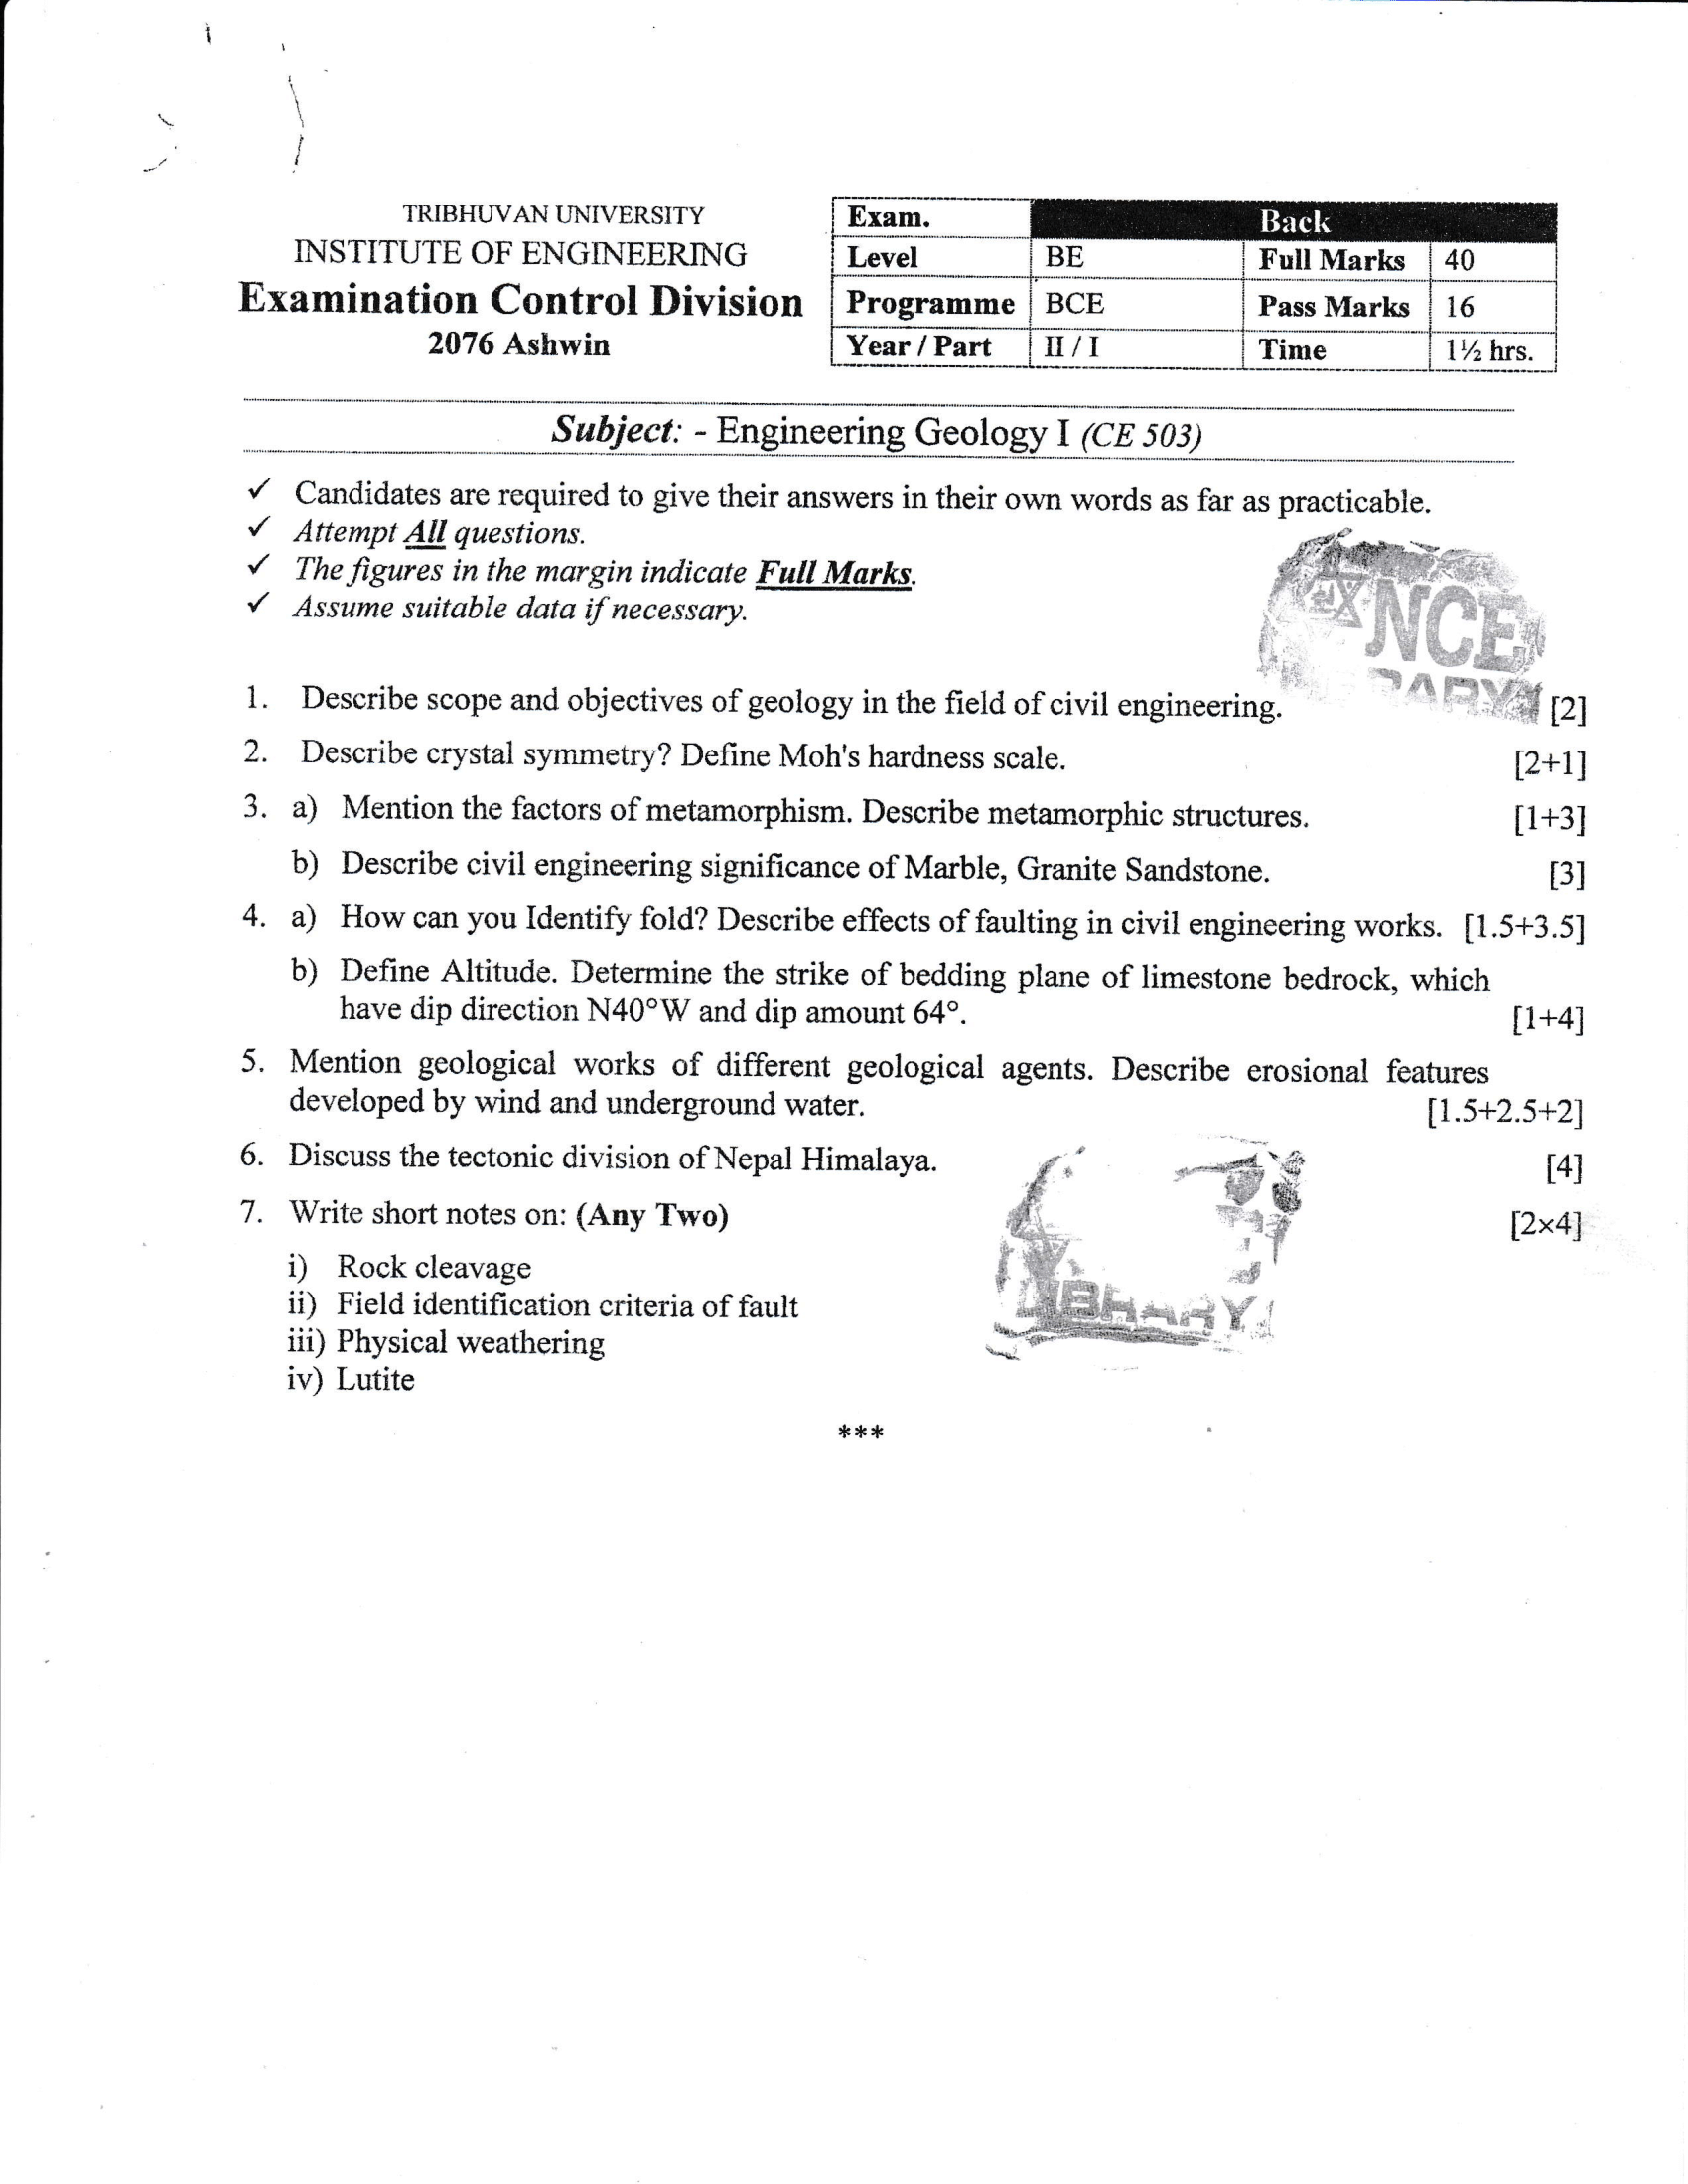 TRIBHUVAN UNIVERSITY
INSTITUTE OF ENGINEERING
Examination Control Division
2076 Ashwin
Exam. Back
Level BE Full Marks 40
Programme BCE Pass Marks 16
Year / Part II / I Time 1½ hrs.
Subject: - Engineering Geology I (CE 503)
✓ Candidates are required to give their answers in their own words as far as practicable.
✓ Attempt All questions.
✓ The figures in the margin indicate Full Marks.
✓ Assume suitable data if necessary.
NCE
1. Describe scope and objectives of geology in the field of civil engineering. [2]
2. Describe crystal symmetry? Define Moh's hardness scale. [2+1]
3. a) Mention the factors of metamorphism. Describe metamorphic structures. [1+3]
b) Describe civil engineering significance of Marble, Granite Sandstone. [3]
4. a) How can you Identify fold? Describe effects of faulting in civil engineering works. [1.5+3.5]
b) Define Altitude. Determine the strike of bedding plane of limestone bedrock, which
have dip direction N40°W and dip amount 64°. [1+4]
5. Mention geological works of different geological agents. Describe erosional features
developed by wind and underground water. [1.5+2.5+2]
6. Discuss the tectonic division of Nepal Himalaya. [4]
7. Write short notes on: (Any Two) [2×4]
i) Rock cleavage
ii) Field identification criteria of fault
iii) Physical weathering
iv) Lutite
LIBRARY
***